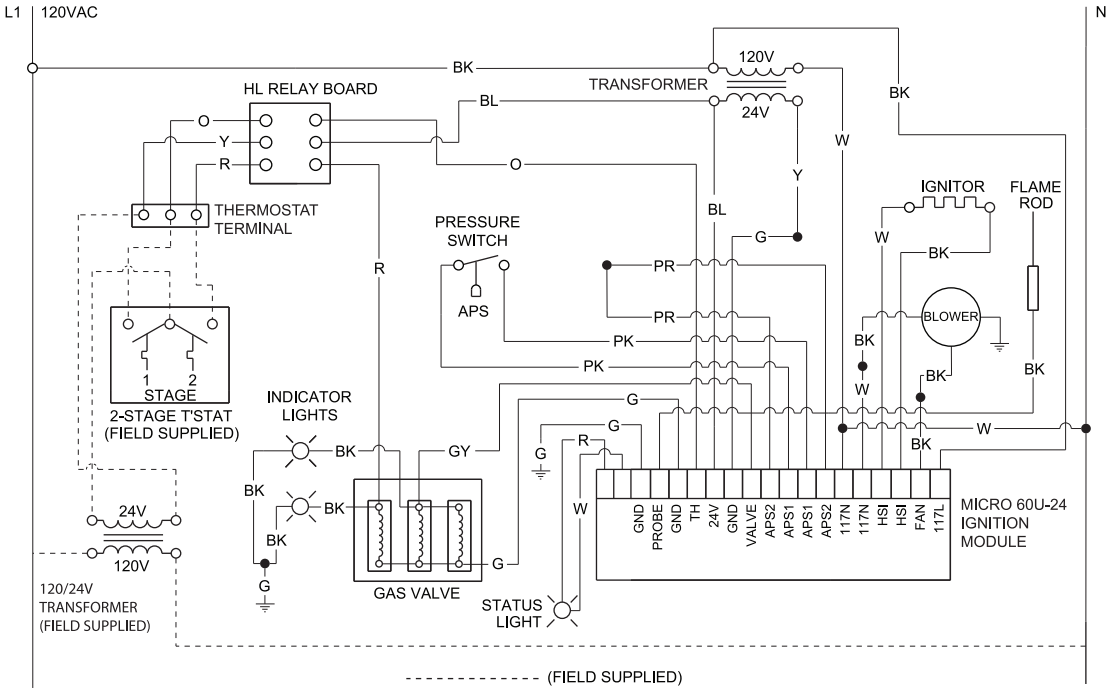 L1
120VAC
N
BK
120V
TRANSFORMER
24V
HL RELAY BOARD
BL
BK
O
Y
R
W
O
Y
IGNITOR
FLAME
ROD
THERMOSTAT
TERMINAL
PRESSURE
SWITCH
BL
G
W
BK
R
PR
APS
BLOWER
PR
PK
BK
BK
PK
BK
1
2
STAGE
2-STAGE T'STAT
(FIELD SUPPLIED)
INDICATOR
LIGHTS
W
G
G
W
R
BK
GY
G
BK
BK
BK
W
BK
24V
120V
GND
PROBE
GND
TH
24V
GND
VALVE
APS2
APS1
APS1
APS2
117N
117N
HSI
HSI
FAN
117L
MICRO 60U-24
IGNITION
MODULE
G
G
GAS VALVE
120/24V
TRANSFORMER
(FIELD SUPPLIED)
STATUS
LIGHT
(FIELD SUPPLIED)